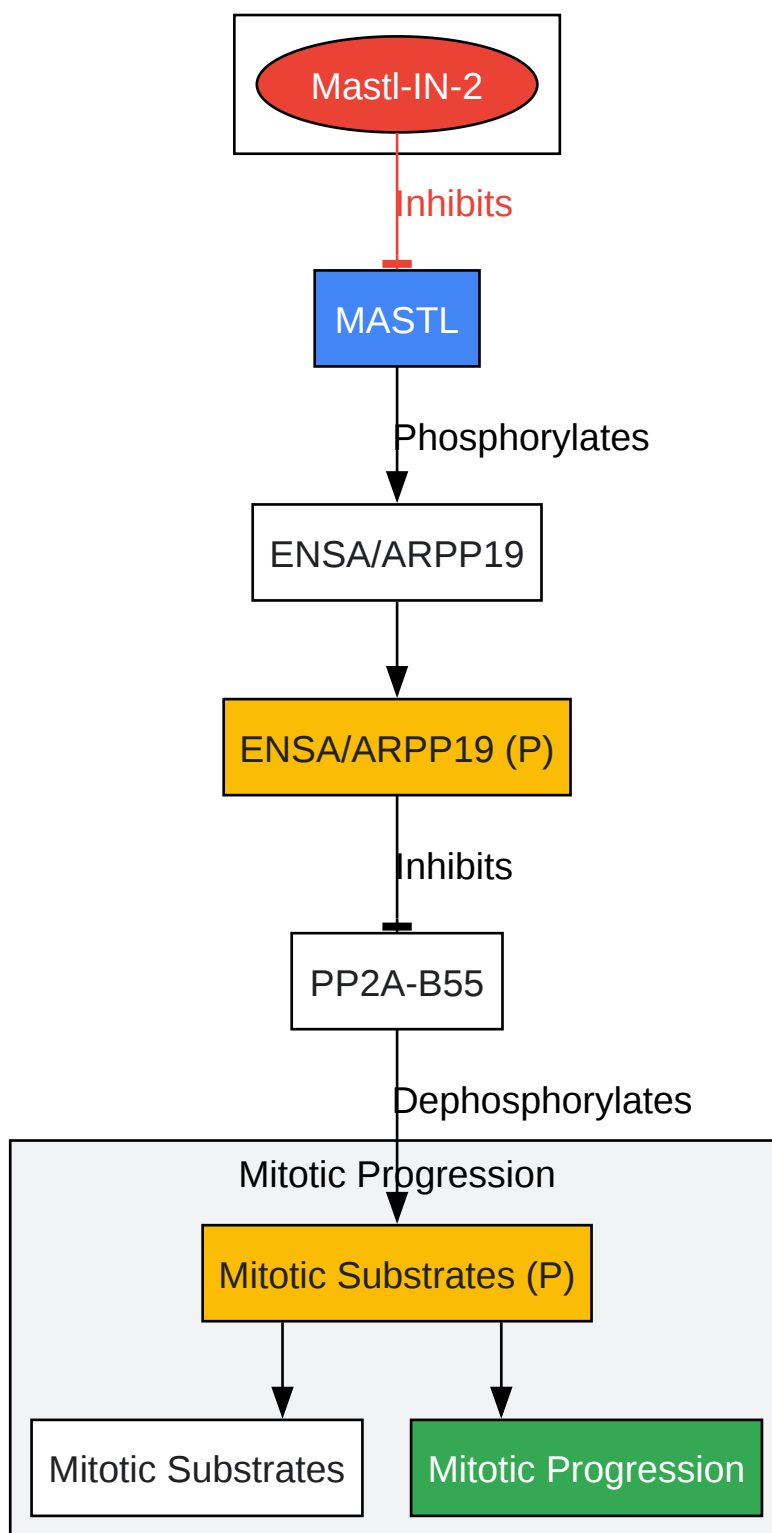 Mastl-IN-2
Inhibits
MASTL
Phosphorylates
ENSA/ARPP19
ENSA/ARPP19 (P)
Inhibits
PP2A-B55
Dephosphorylates
Mitotic Progression
Mitotic Substrates (P)
Mitotic Substrates
Mitotic Progression